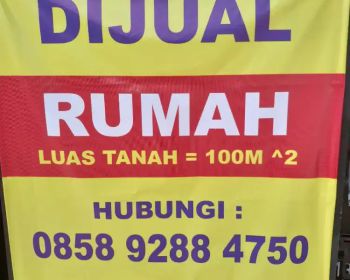 DIJUAL
RUMAH
LUAS TANAH = 100M ^2
HUBUNGI :
0858 9288 4750